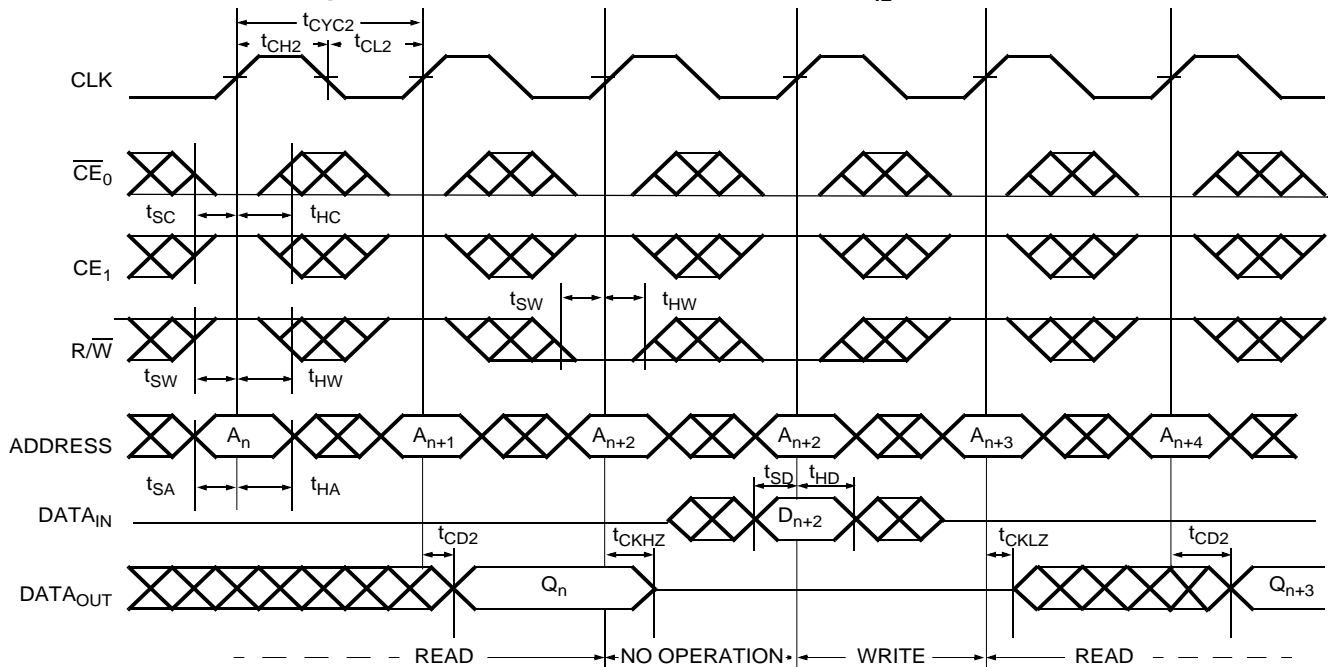 tCYC2
tCH2 tCL2
CLK
CE0
tSC tHC
CE1
tSW tHW
R/W
tSW tHW
ADDRESS An An+1 An+2 An+2 An+3 An+4
tSA tHA tSD tHD
DATAIN Dn+2
tCD2 tCKHZ tCKLZ tCD2
DATAOUT Qn Qn+3
READ NO OPERATION WRITE READ